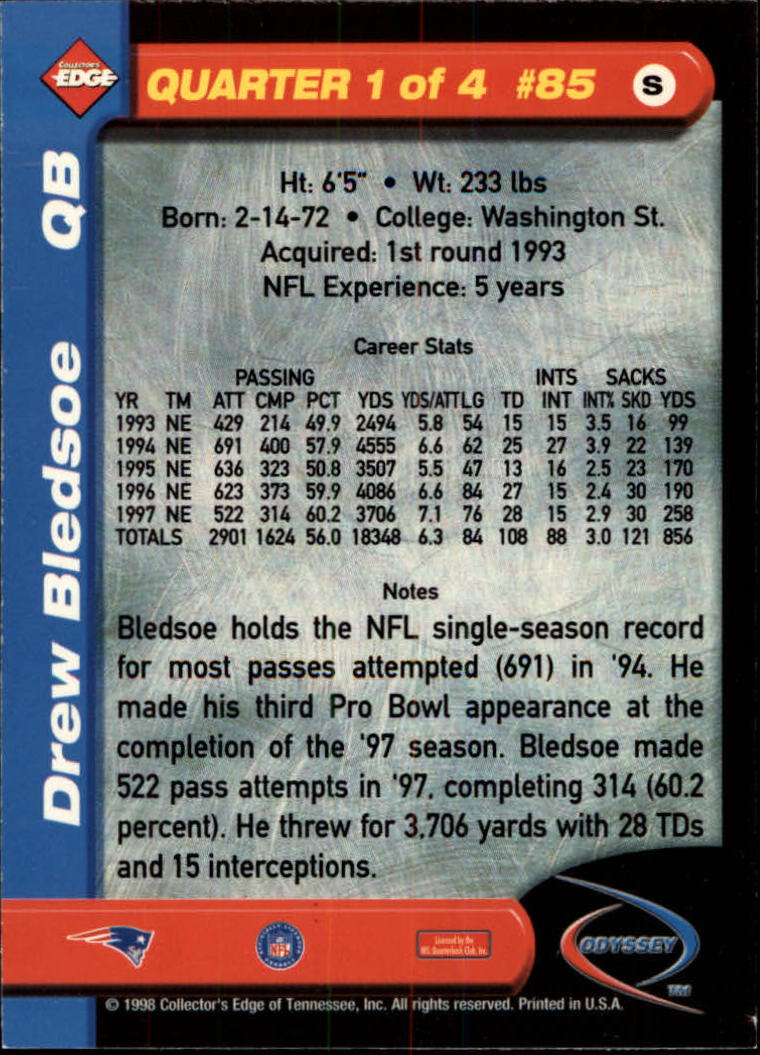 COLLECTOR'S
EDGE
QUARTER 1 of 4 #85 S
Drew Bledsoe QB
Ht: 6'5" • Wt: 233 lbs
Born: 2-14-72 • College: Washington St.
Acquired: 1st round 1993
NFL Experience: 5 years
Career Stats
PASSING INTS SACKS
YR TM ATT CMP PCT YDS YDS/ATT LG TD INT INT% SKD YDS
1993 NE 429 214 49.9 2494 5.8 54 15 15 3.5 16 99
1994 NE 691 400 57.9 4555 6.6 62 25 27 3.9 22 139
1995 NE 636 323 50.8 3507 5.5 47 13 16 2.5 23 170
1996 NE 623 373 59.9 4086 6.6 84 27 15 2.4 30 190
1997 NE 522 314 60.2 3706 7.1 76 28 15 2.9 30 258
TOTALS 2901 1624 56.0 18348 6.3 84 108 88 3.0 121 856
Notes
Bledsoe holds the NFL single-season record
for most passes attempted (691) in '94. He
made his third Pro Bowl appearance at the
completion of the '97 season. Bledsoe made
522 pass attempts in '97, completing 314 (60.2
percent). He threw for 3,706 yards with 28 TDs
and 15 interceptions.
NFL
Licensed by the
NFL Quarterback Club, Inc.
ODYSSEY
TM
© 1998 Collector's Edge of Tennessee, Inc. All rights reserved. Printed in U.S.A.